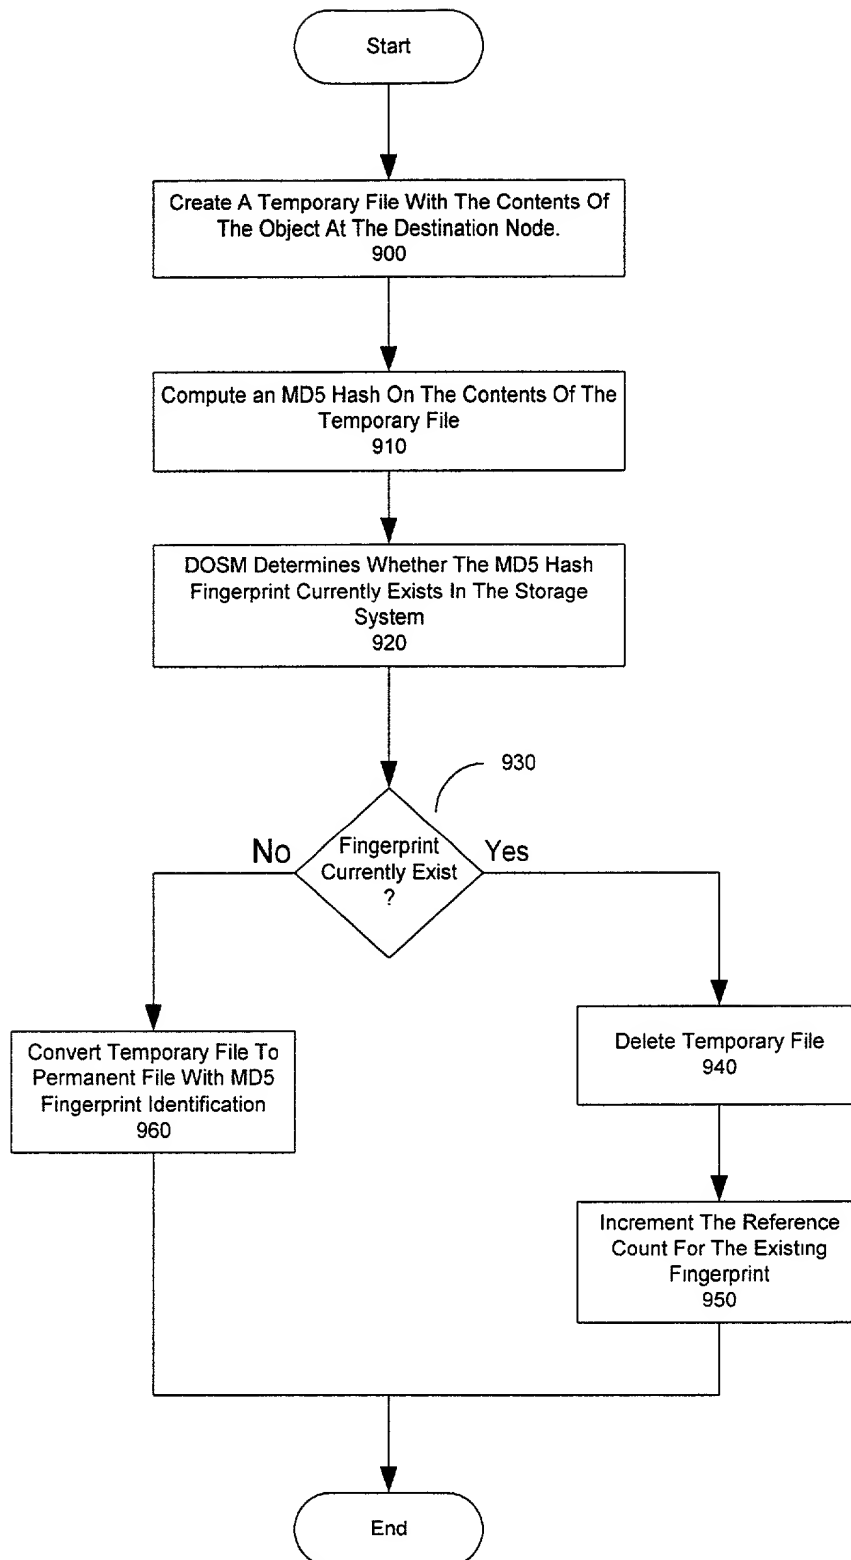 Start
Create A Temporary File With The Contents Of
The Object At The Destination Node.
900
Compute an MD5 Hash On The Contents Of The
Temporary File
910
DOSM Determines Whether The MD5 Hash
Fingerprint Currently Exists In The Storage
System
920
930
No
Fingerprint
Currently Exist
?
Yes
Convert Temporary File To
Permanent File With MD5
Fingerprint Identification
960
Delete Temporary File
940
Increment The Reference
Count For The Existing
Fingerprint
950
End